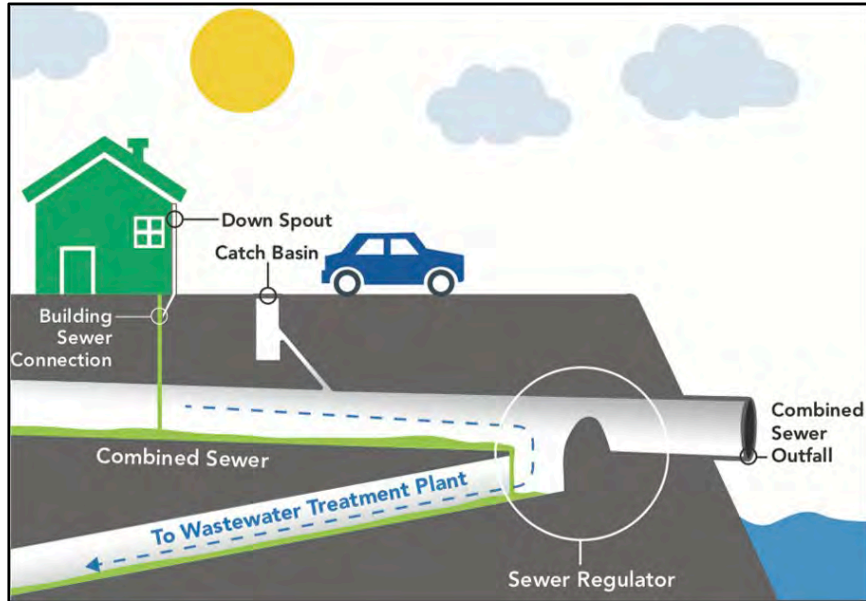 Down Spout
Catch Basin
Building
Sewer
Connection
Combined
Sewer
Outfall
Combined Sewer
To Wastewater Treatment Plant
Sewer Regulator